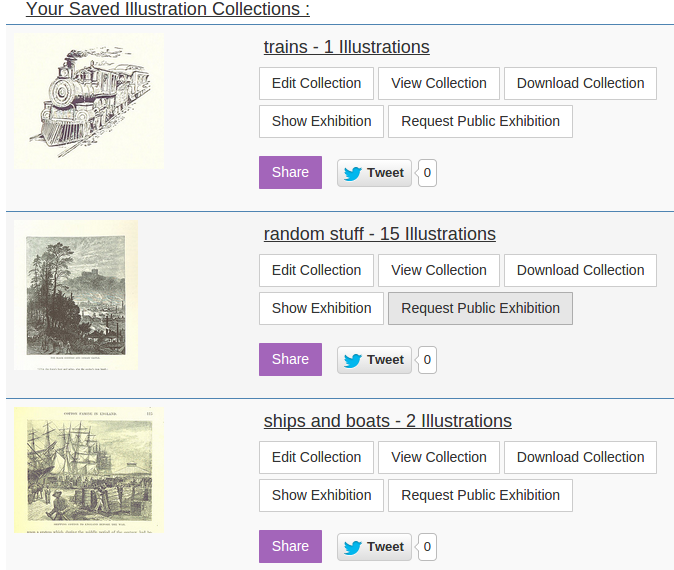 Your Saved Illustration Collections :
trains - 1 Illustrations
Edit Collection View Collection Download Collection
Show Exhibition Request Public Exhibition
Share Tweet 0
random stuff - 15 Illustrations
Edit Collection View Collection Download Collection
Show Exhibition Request Public Exhibition
Share Tweet 0
ships and boats - 2 Illustrations
Edit Collection View Collection Download Collection
Show Exhibition Request Public Exhibition
Share Tweet 0